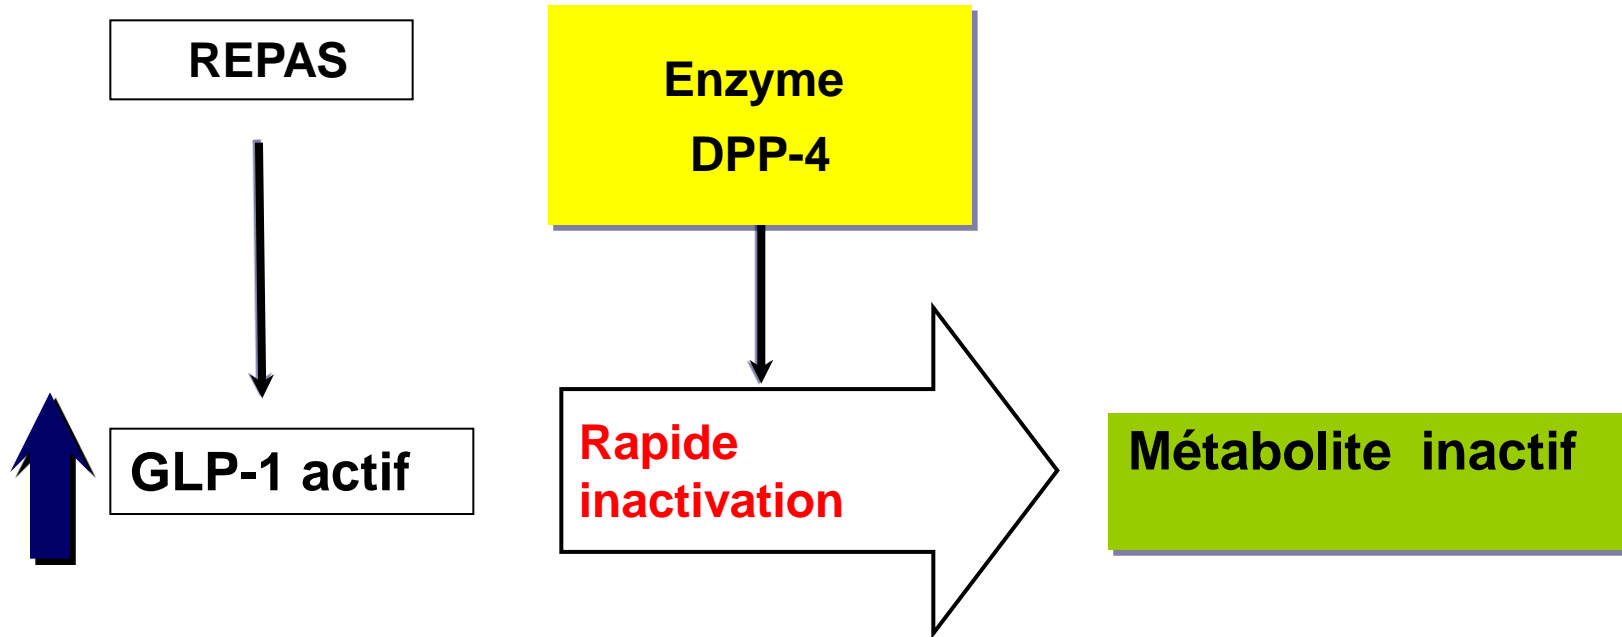 REPAS
Enzyme
DPP-4
GLP-1 actif
Rapide
inactivation
Métabolite inactif